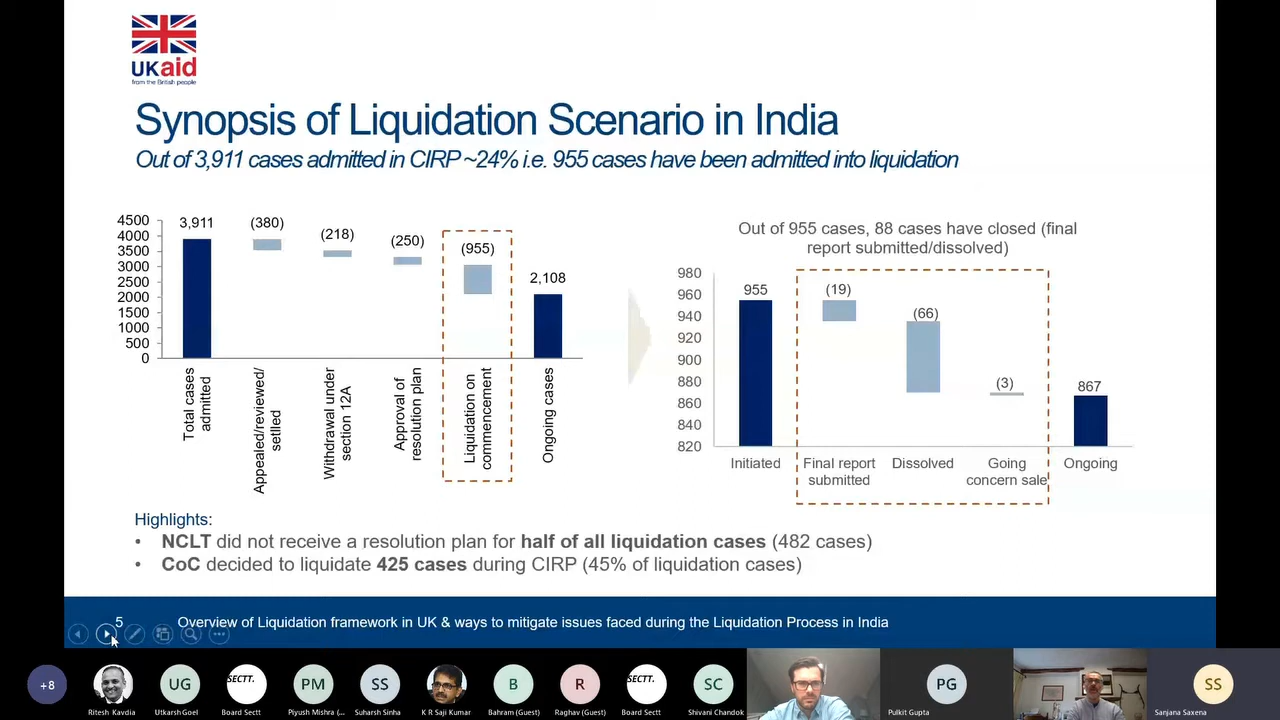 UKaid
from the British people
Synopsis of Liquidation Scenario in India
Out of 3,911 cases admitted in CIRP ~24% i.e. 955 cases have been admitted into liquidation
4500
4000
3500
3000
2500
2000
1500
1000
500
0
3,911
(380)
(218)
(250)
(955)
2,108
Total cases
admitted
Appealed/reviewed/
setlled
Withdrawal under
section 12A
Approval of
resolution plan
Liquidation on
commencement
Ongoing cases
Out of 955 cases, 88 cases have closed (final
report submitted/dissolved)
980
960
940
920
900
880
860
840
820
955
(19)
(66)
(3)
867
Initiated
Final report
submitted
Dissolved
Going
concern sale
Ongoing
Highlights:
• NCLT did not receive a resolution plan for half of all liquidation cases (482 cases)
• CoC decided to liquidate 425 cases during CIRP (45% of liquidation cases)
5
Overview of Liquidation framework in UK & ways to mitigate issues faced during the Liquidation Process in India
+8
Ritesh Kavdia
UG
Utkarsh Goel
SECTT.
Board Sectt
PM
Piyush Mishra (...
SS
Suharsh Sinha
K R Saji Kumar
B
Bahram (Guest)
R
Raghav (Guest)
SECTT.
Board Sectt
SC
Shivani Chandok
PG
Pulkit Gupta
SS
Sanjana Saxena